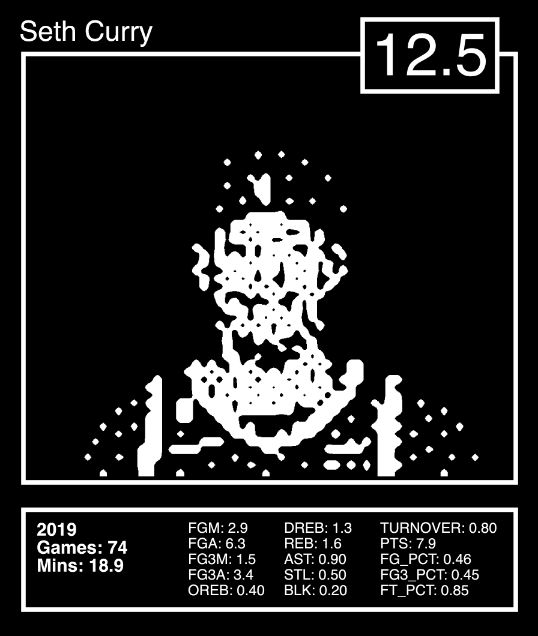 Seth Curry
12.5
2019
Games: 74
Mins: 18.9
FGM: 2.9
FGA: 6.3
FG3M: 1.5
FG3A: 3.4
OREB: 0.40
DREB: 1.3
REB: 1.6
AST: 0.90
STL: 0.50
BLK: 0.20
TURNOVER: 0.80
PTS: 7.9
FG_PCT: 0.46
FG3_PCT: 0.45
FT_PCT: 0.85